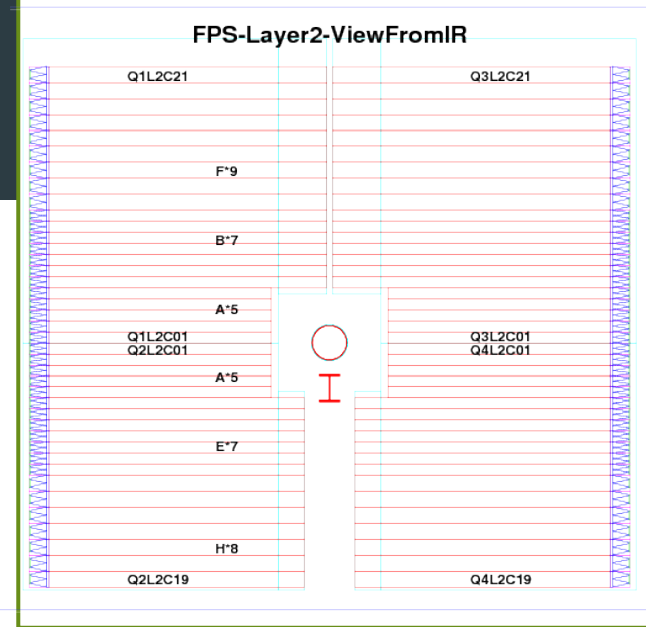 FPS-Layer2-ViewFromIR
Q1L2C21 Q3L2C21
F*9
B*7
A*5
Q1L2C01 Q3L2C01
Q2L2C01 Q4L2C01
A*5
E*7
H*8
Q2L2C19 Q4L2C19